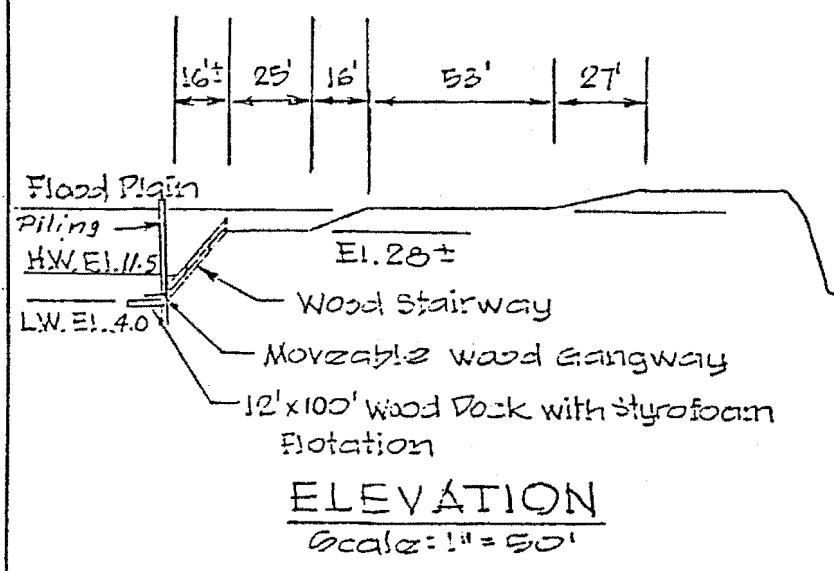 16'± 25' 16' 53' 27'
Flood Plain
Piling
H.W. El. 11.5
El. 28±
Wood Stairway
L.W. El. 4.0
Moveable Wood Gangway
12'x100' Wood Dock with Styrofoam
Flotation
ELEVATION
Scale: 1" = 50'